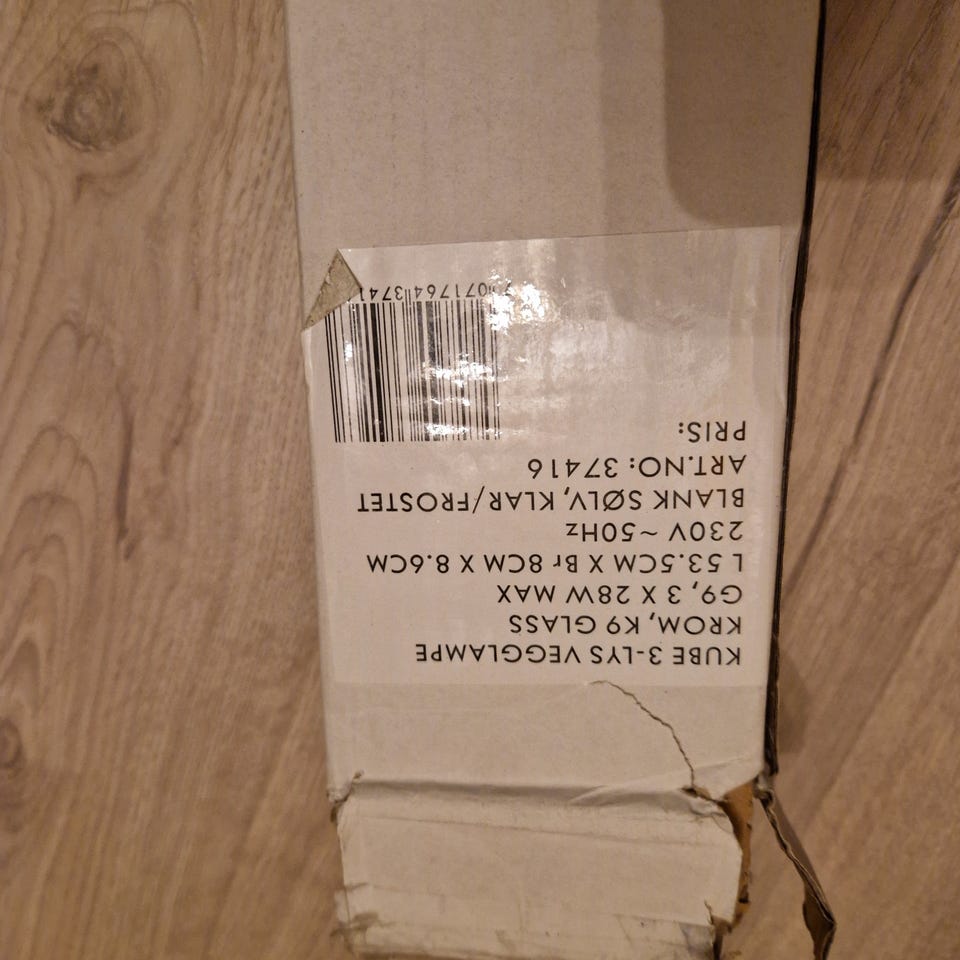 KUBE 3-LYS VEGGLAMPE
KROM, K9 GLASS
G9, 3 X 28W MAX
L 53.5CM X Br 8CM X 8.6CM
230V ~ 50Hz
BLANK SØLV, KLAR/FROSTET
ART.NO: 37416
PRIS: